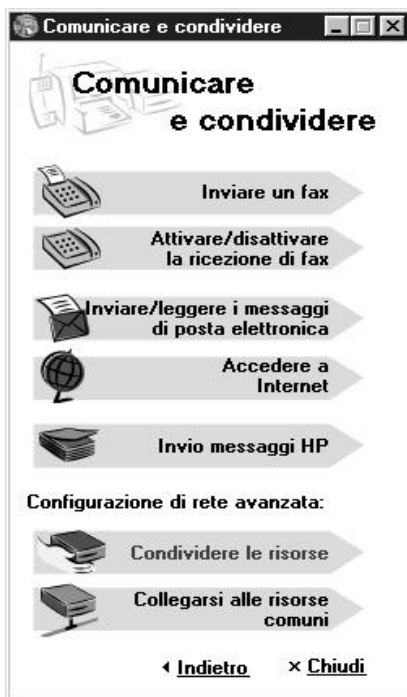 Comunicare e condividere
Comunicare
e condividere
Inviare un fax
Attivare/disattivare
la ricezione di fax
Inviare/leggere i messaggi
di posta elettronica
Accedere a
Internet
Invio messaggi HP
Configurazione di rete avanzata:
Condividere le risorse
Collegarsi alle risorse
comuni
Indietro × Chiudi